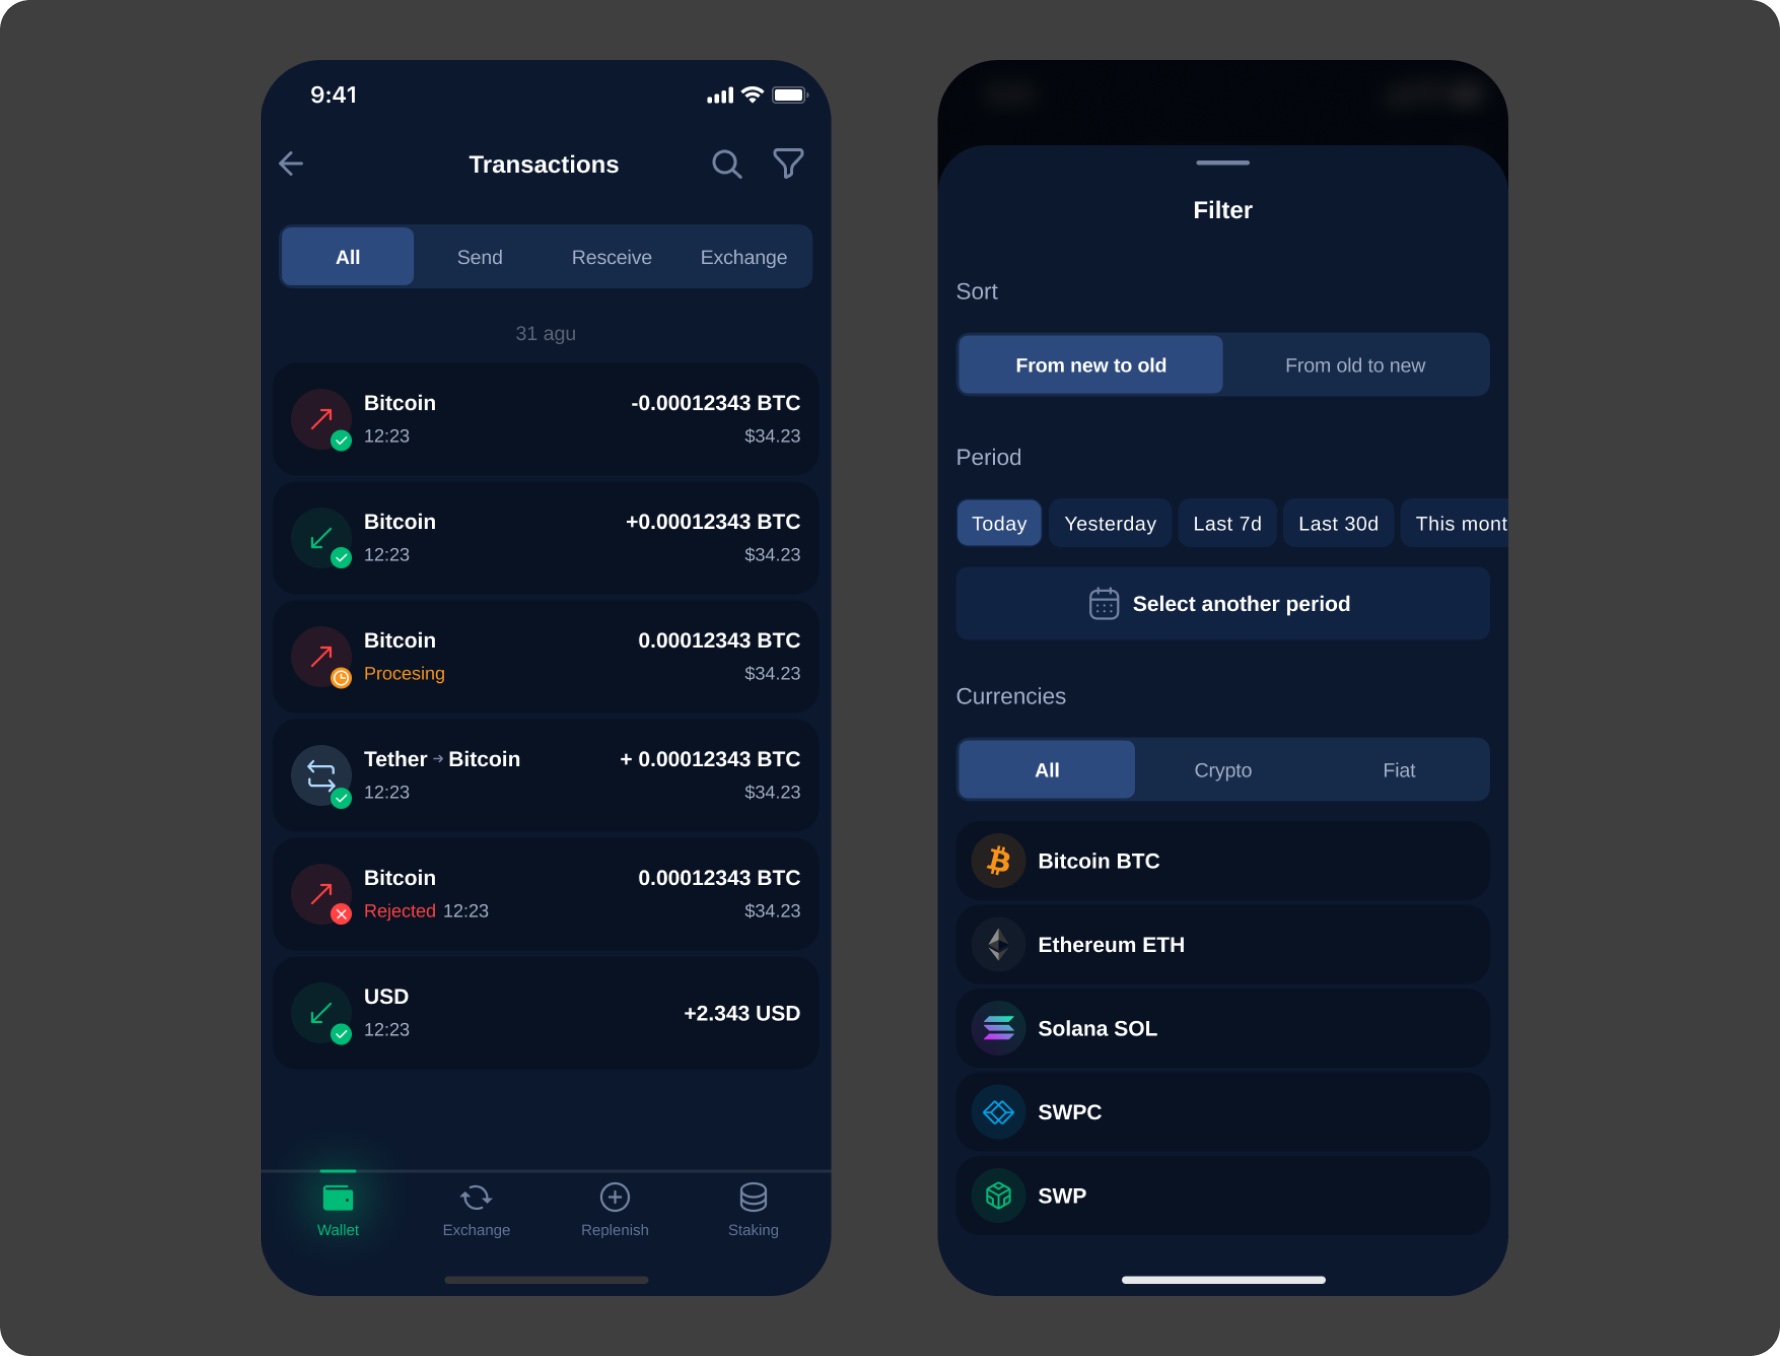 9:41
Transactions
All Send Resceive Exchange
31 agu
Bitcoin -0.00012343 BTC
12:23 $34.23
Bitcoin +0.00012343 BTC
12:23 $34.23
Bitcoin 0.00012343 BTC
Procesing $34.23
Tether → Bitcoin + 0.00012343 BTC
12:23 $34.23
Bitcoin 0.00012343 BTC
Rejected 12:23 $34.23
USD +2.343 USD
12:23
Wallet Exchange Replenish Staking
Filter
Sort
From new to old From old to new
Period
Today Yesterday Last 7d Last 30d This mont
Select another period
Currencies
All Crypto Fiat
Bitcoin BTC
Ethereum ETH
Solana SOL
SWPC
SWP